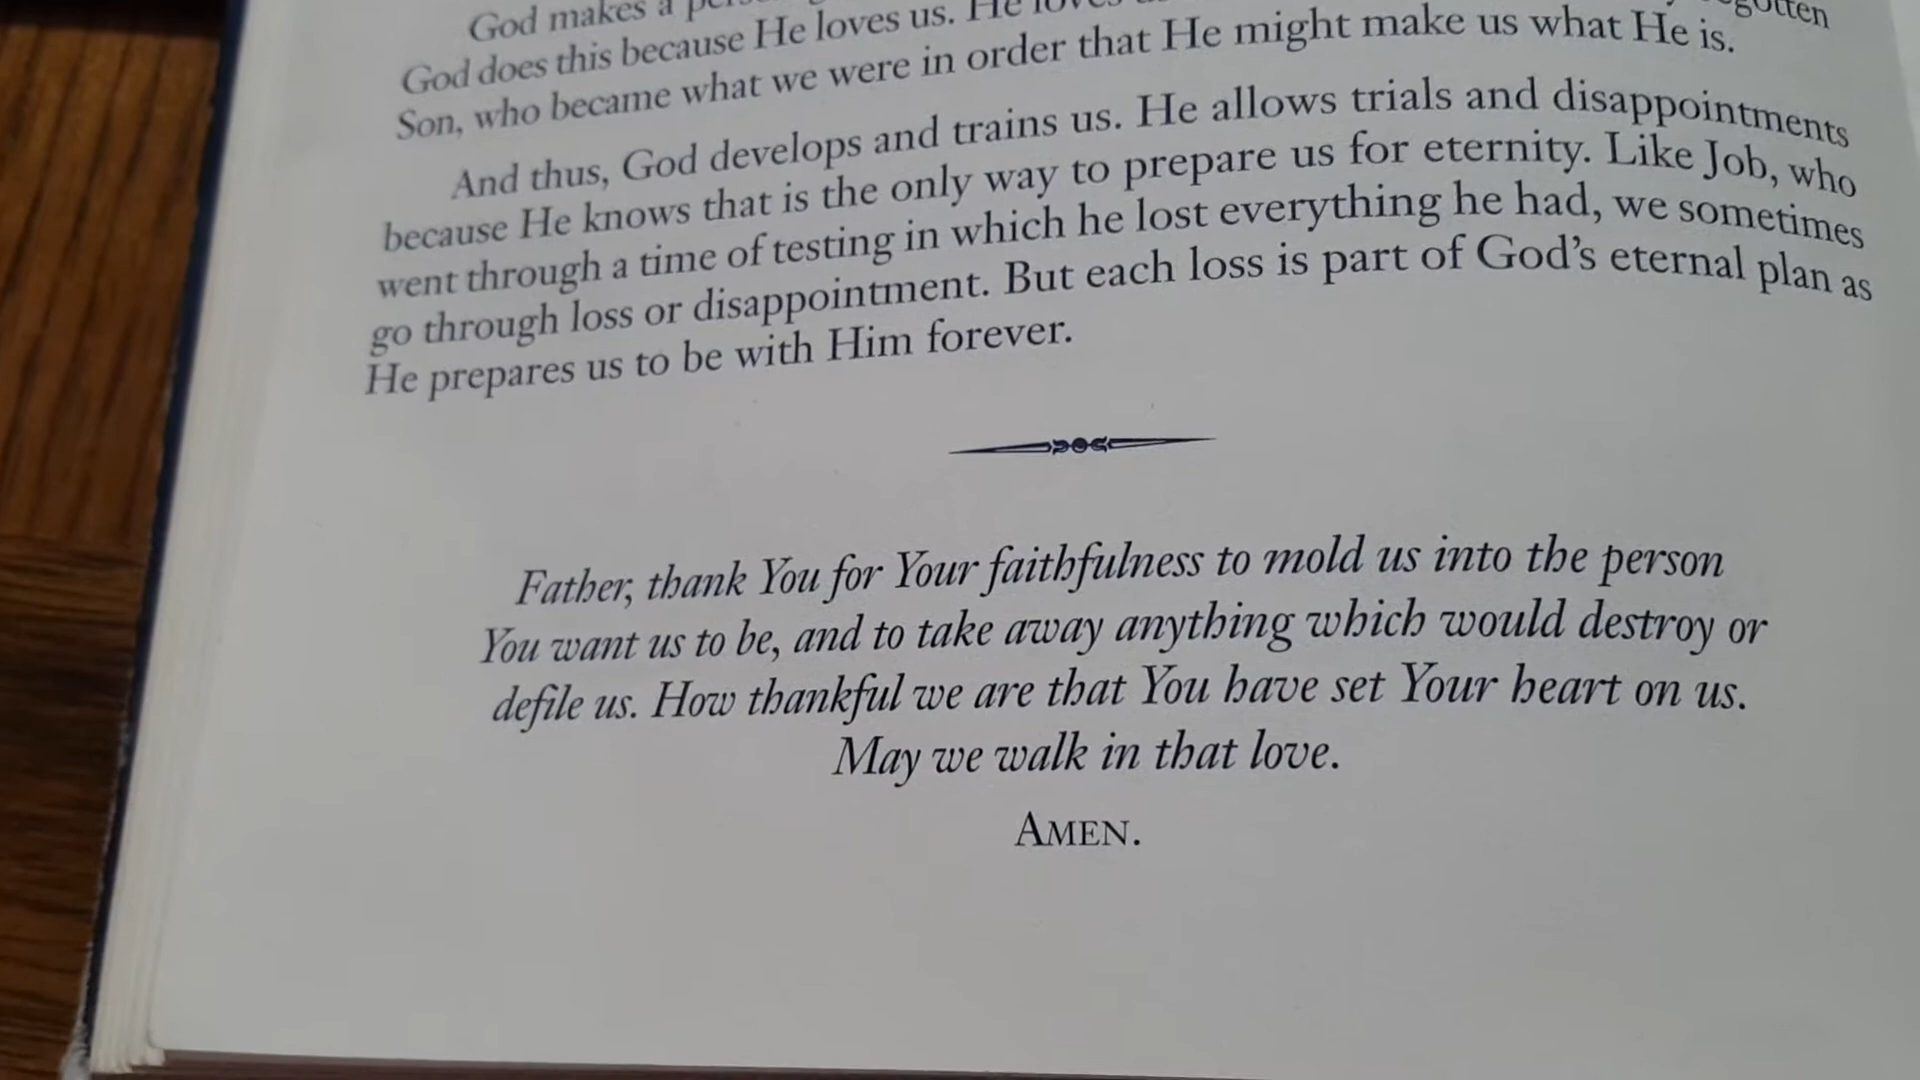 God makes a
God does this because He loves us. He loves
Son, who became what we were in order that He might make us what He is.
And thus, God develops and trains us. He allows trials and disappointments
because He knows that is the only way to prepare us for eternity. Like Job, who
went through a time of testing in which he lost everything he had, we sometimes
go through loss or disappointment. But each loss is part of God’s eternal plan as
He prepares us to be with Him forever.
Father, thank You for Your faithfulness to mold us into the person
You want us to be, and to take away anything which would destroy or
defile us. How thankful we are that You have set Your heart on us.
May we walk in that love.
AMEN.